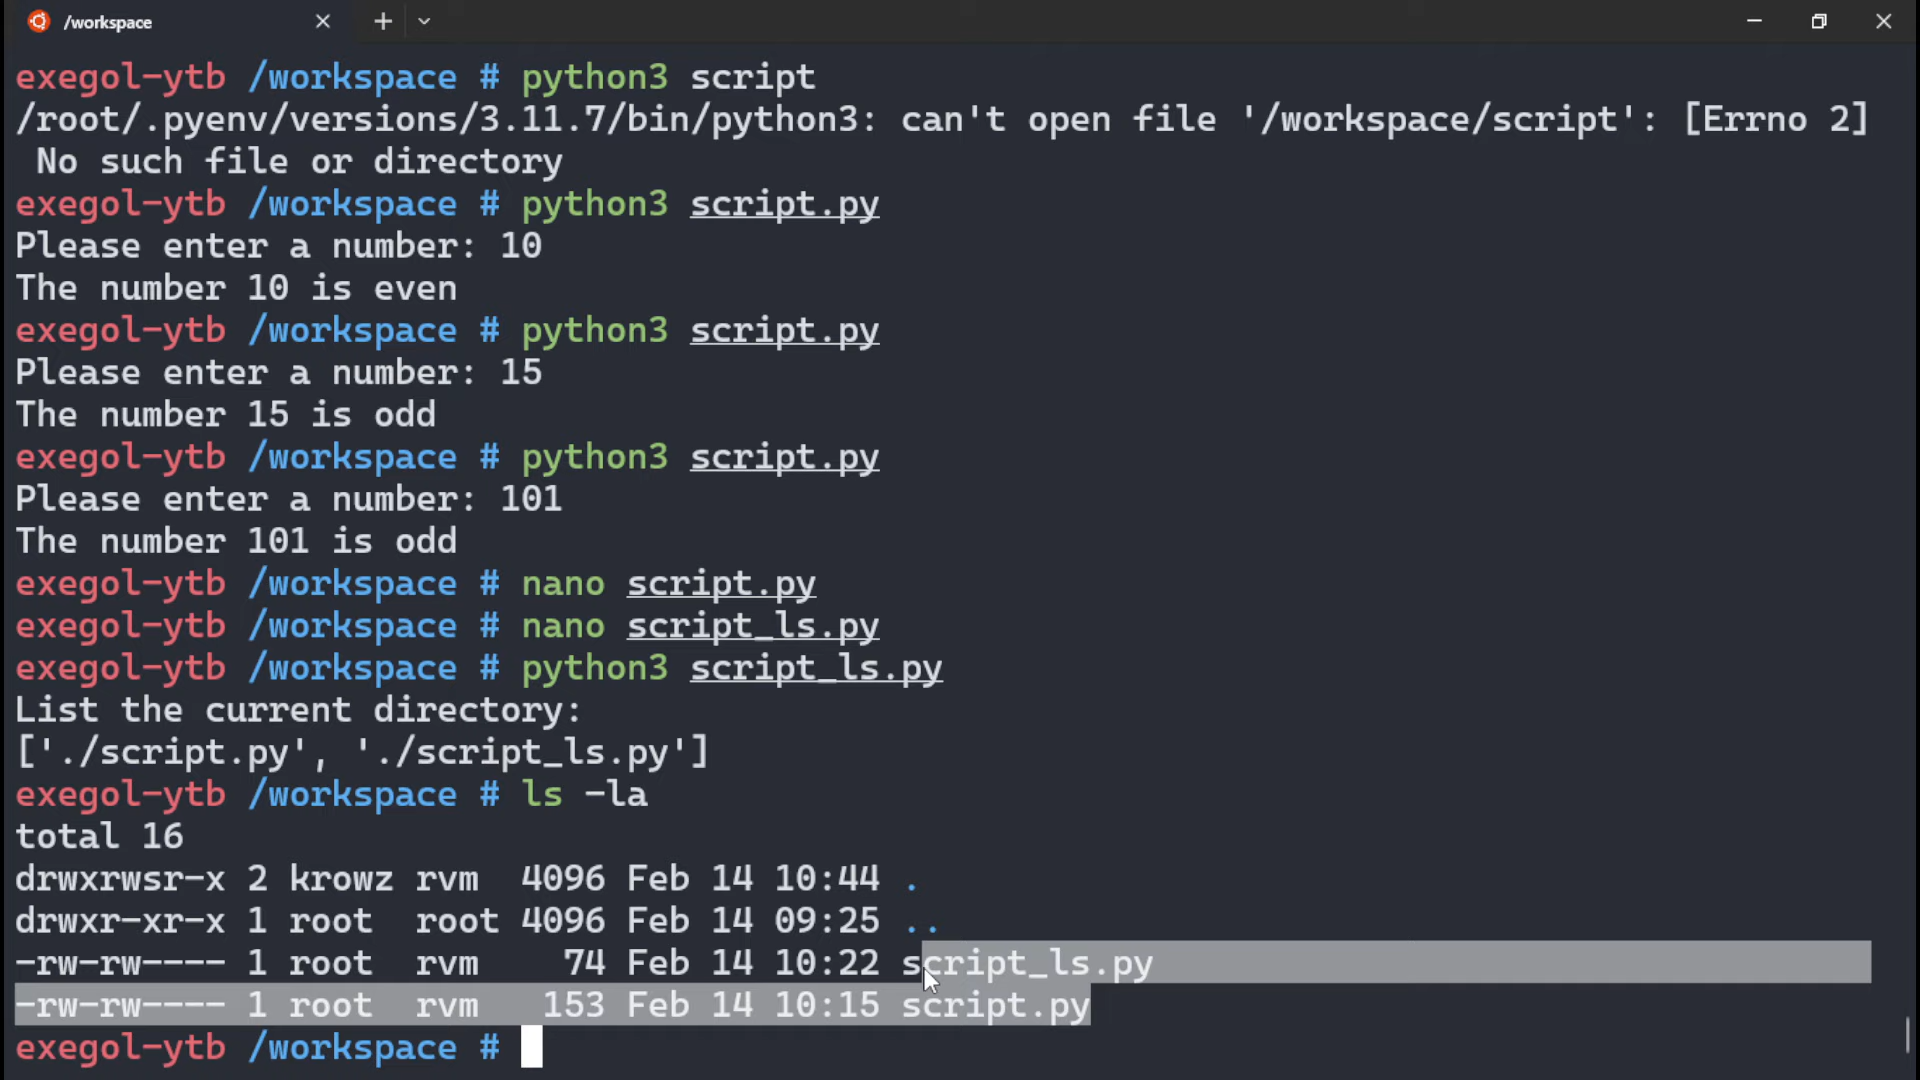 /workspace
exegol-ytb /workspace # python3 script
/root/.pyenv/versions/3.11.7/bin/python3: can't open file '/workspace/script': [Errno 2]
 No such file or directory
exegol-ytb /workspace # python3 script.py
Please enter a number: 10
The number 10 is even
exegol-ytb /workspace # python3 script.py
Please enter a number: 15
The number 15 is odd
exegol-ytb /workspace # python3 script.py
Please enter a number: 101
The number 101 is odd
exegol-ytb /workspace # nano script.py
exegol-ytb /workspace # nano script_ls.py
exegol-ytb /workspace # python3 script_ls.py
List the current directory:
['./script.py', './script_ls.py']
exegol-ytb /workspace # ls -la
total 16
drwxrwsr-x 2 krowz rvm  4096 Feb 14 10:44 .
drwxr-xr-x 1 root  root 4096 Feb 14 09:25 ..
-rw-rw---- 1 root  rvm    74 Feb 14 10:22 script_ls.py
-rw-rw---- 1 root  rvm   153 Feb 14 10:15 script.py
exegol-ytb /workspace #